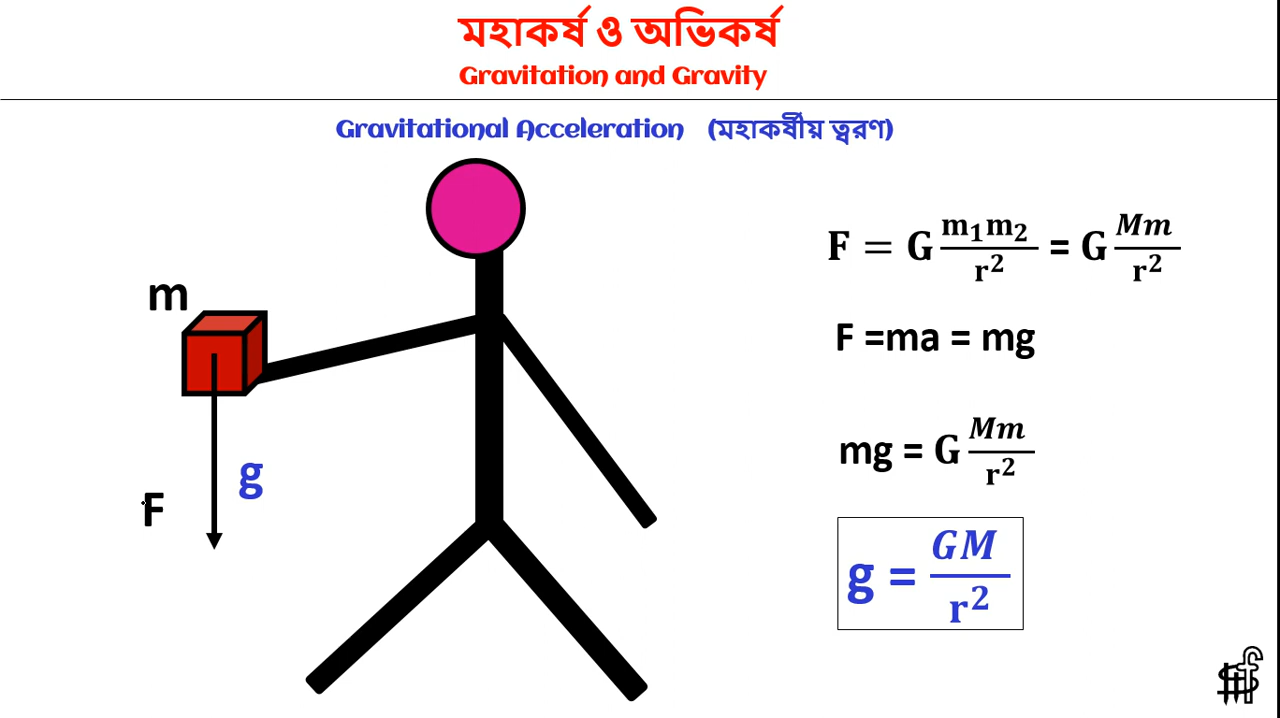 মহাকর্ষ ও অভিকর্ষ
Gravitation and Gravity
Gravitational Acceleration (মহাকর্ষীয় ত্বরণ)
m
g
F
F = G m₁m₂/r² = G Mm/r²
F =ma = mg
mg = G Mm/r²
g = GM/r²